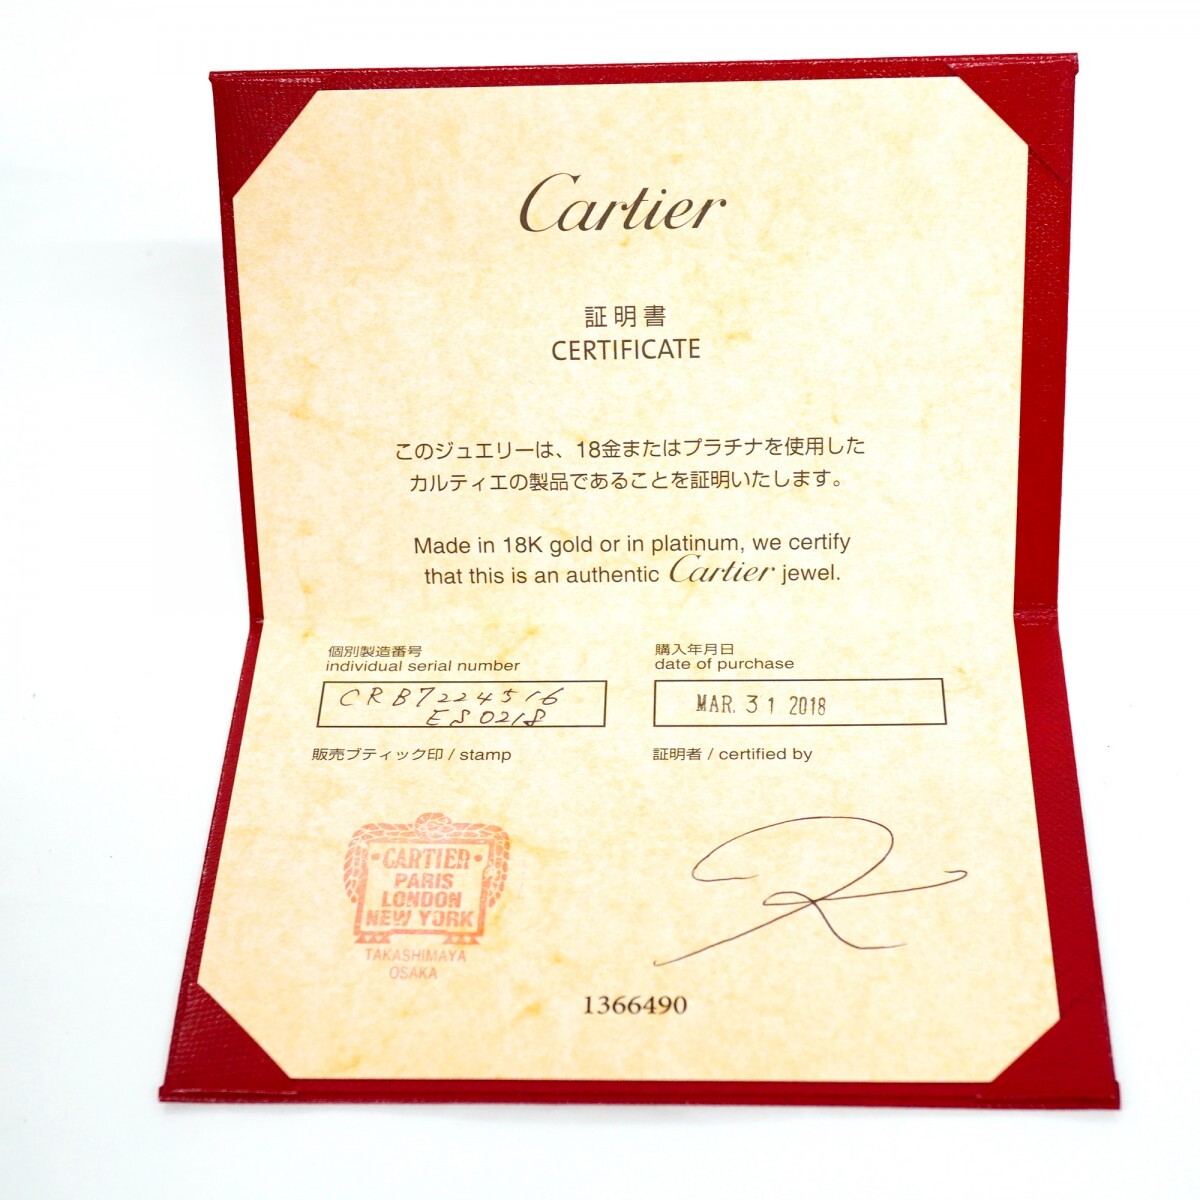 Cartier
証明書
CERTIFICATE
このジュエリーは、18金またはプラチナを使用した
カルティエの製品であることを証明いたします。
Made in 18K gold or in platinum, we certify
that this is an authentic Cartier jewel.
個別製造番号
individual serial number
CRB7224516
E80218
購入年月日
date of purchase
MAR. 31 2018
販売ブティック印 / stamp
証明者 / certified by
CARTIER
PARIS
LONDON
NEW YORK
TAKASHIMAYA
OSAKA
1366490